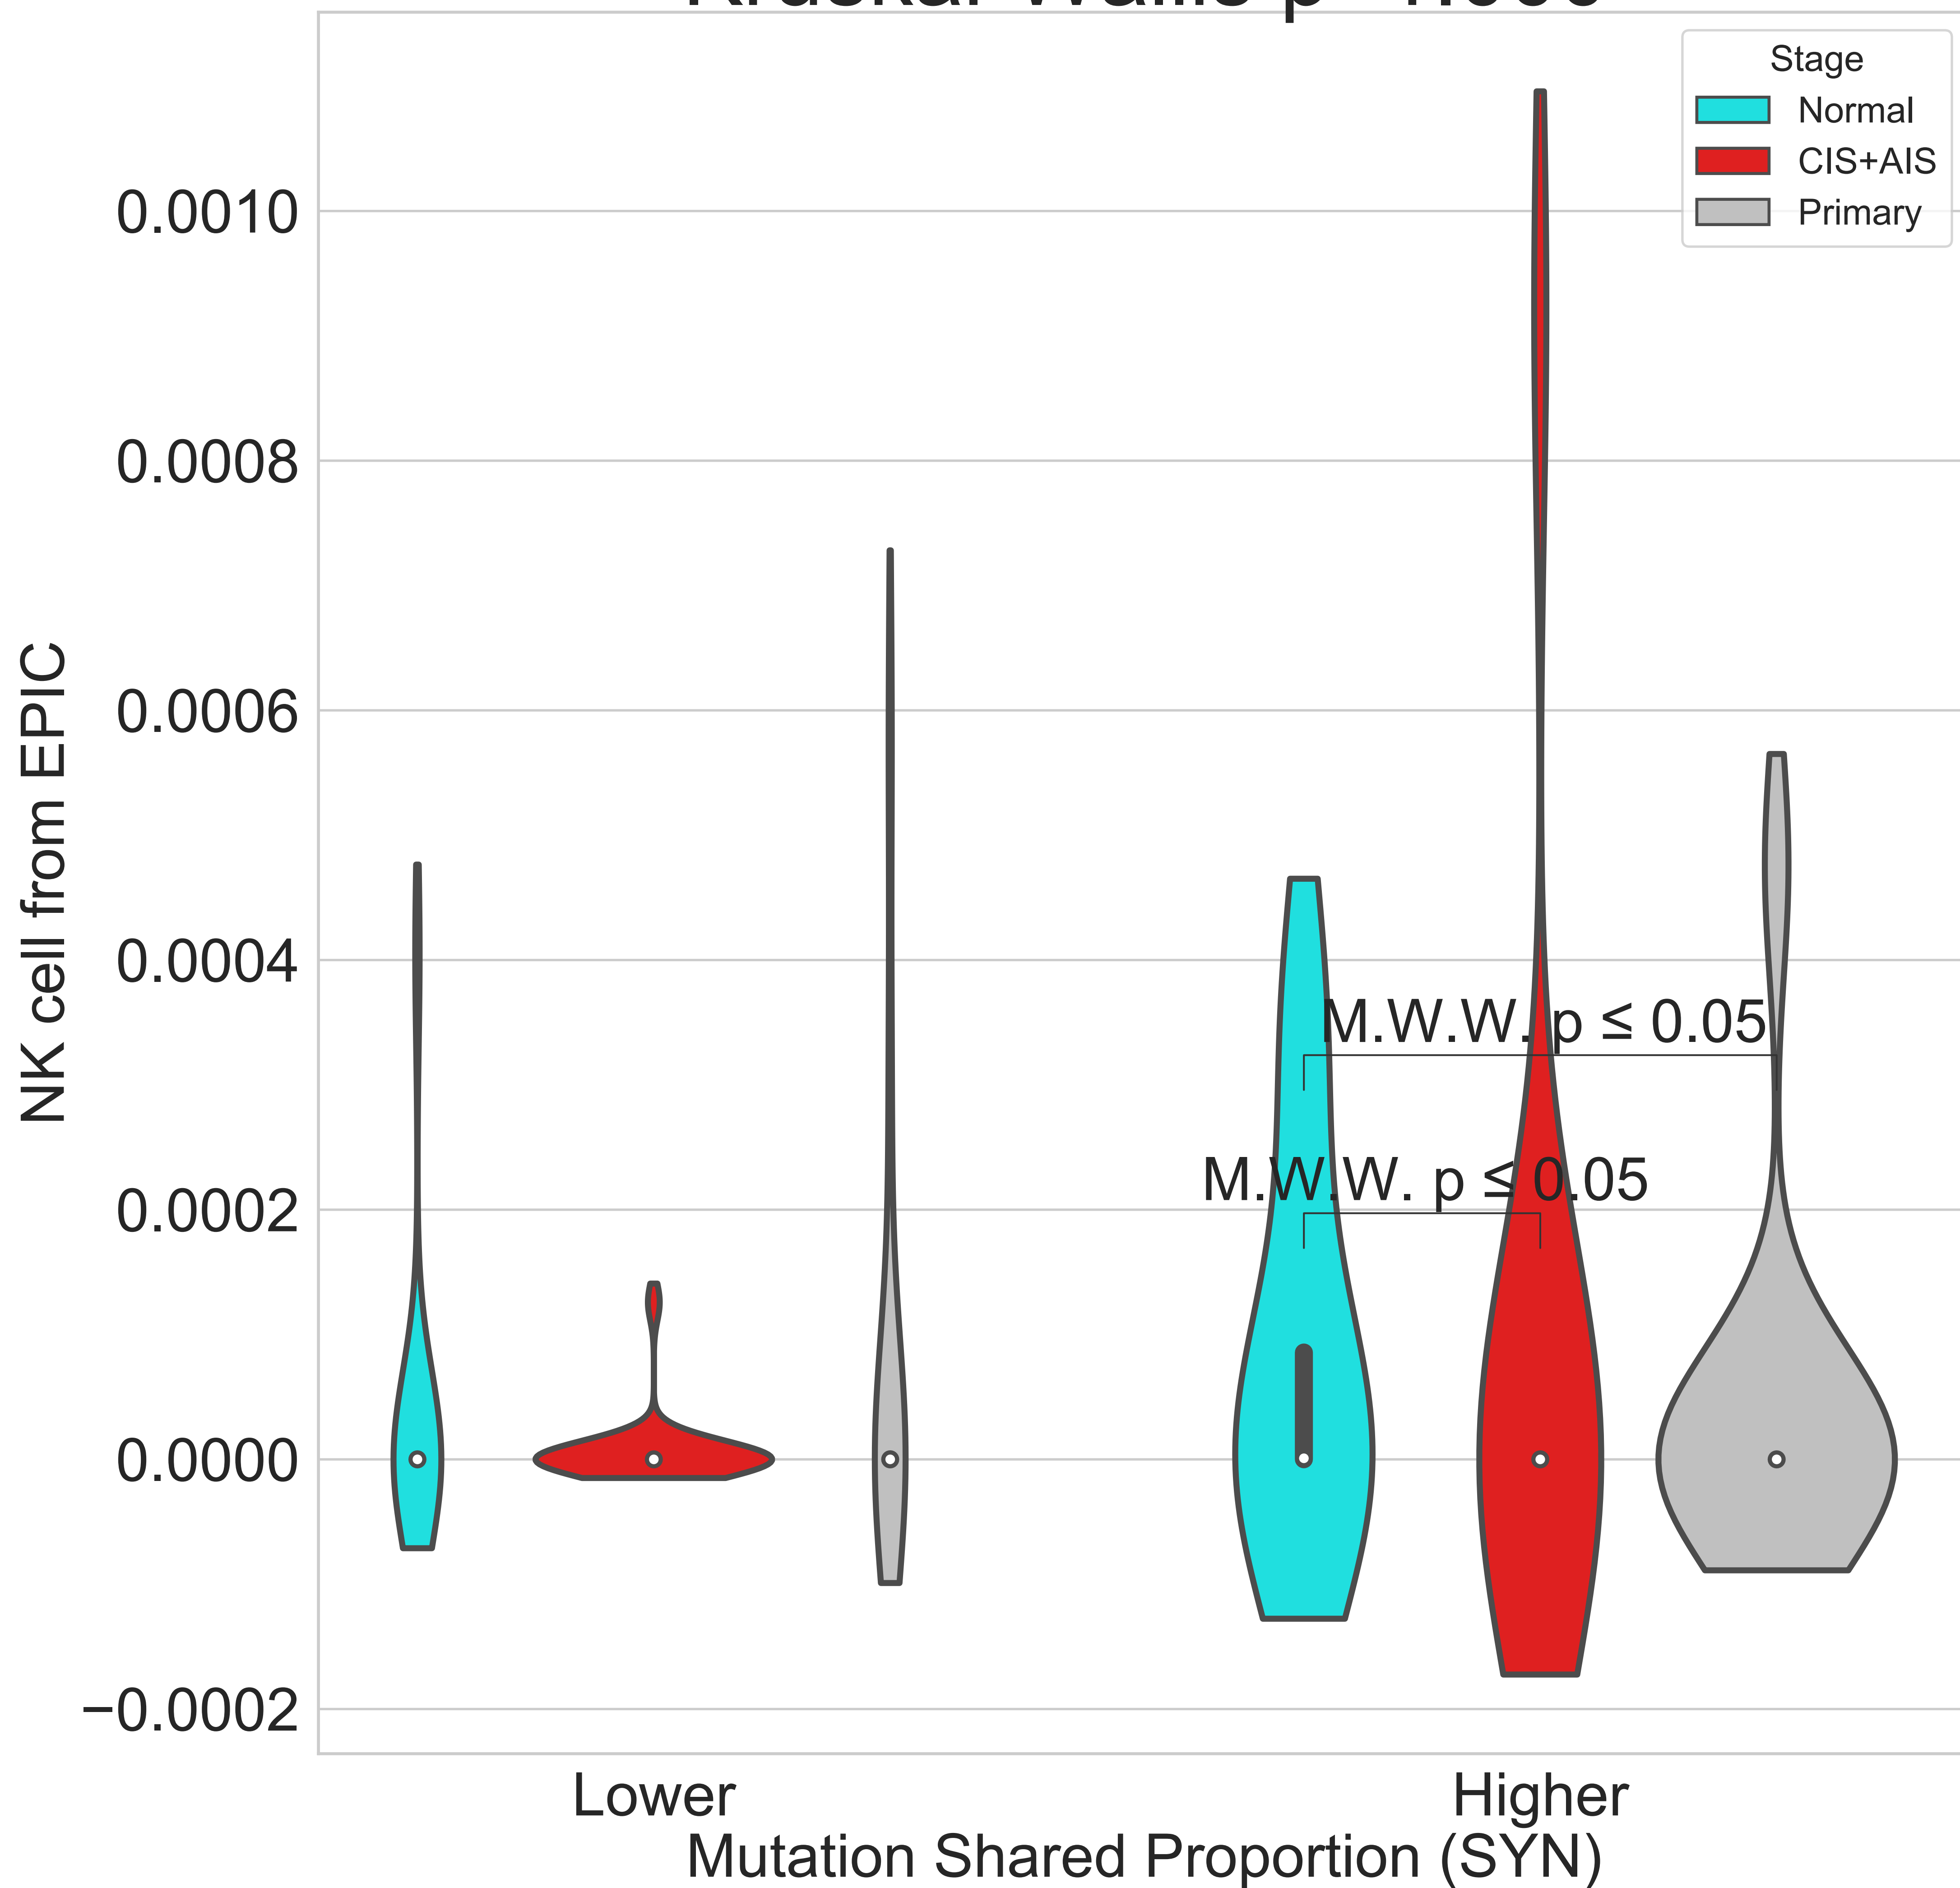 Stage
Normal
CIS+AIS
Primary
0.0010
0.0008
0.0006
0.0004
0.0002
0.0000
−0.0002
NK cell from EPIC
M.W.W. p ≤ 0.05
M.W.W. p ≤ 0.05
Lower
Higher
Mutation Shared Proportion (SYN)